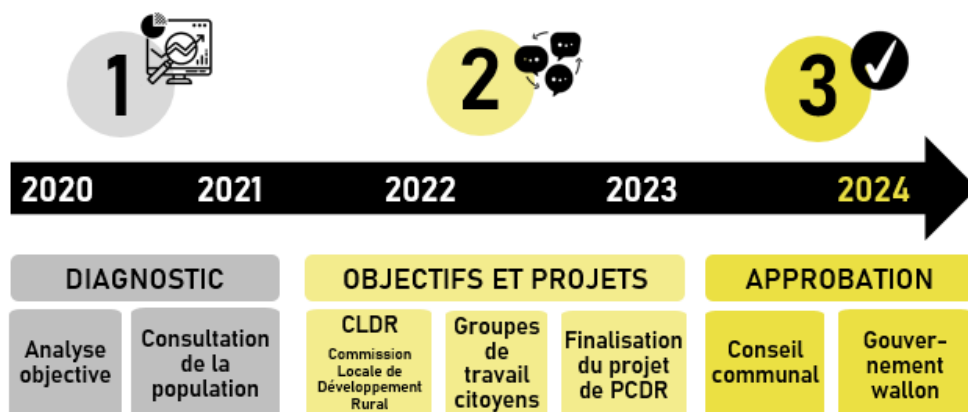 1
2
3
2020
2021
2022
2023
2024
DIAGNOSTIC
Analyse
objective
Consultation
de la
population
OBJECTIFS ET PROJETS
CLDR
Commission
Locale de
Développement
Rural
Groupes
de
travail
citoyens
Finalisation
du projet
de PCDR
APPROBATION
Conseil
communal
Gouver-
nement
wallon